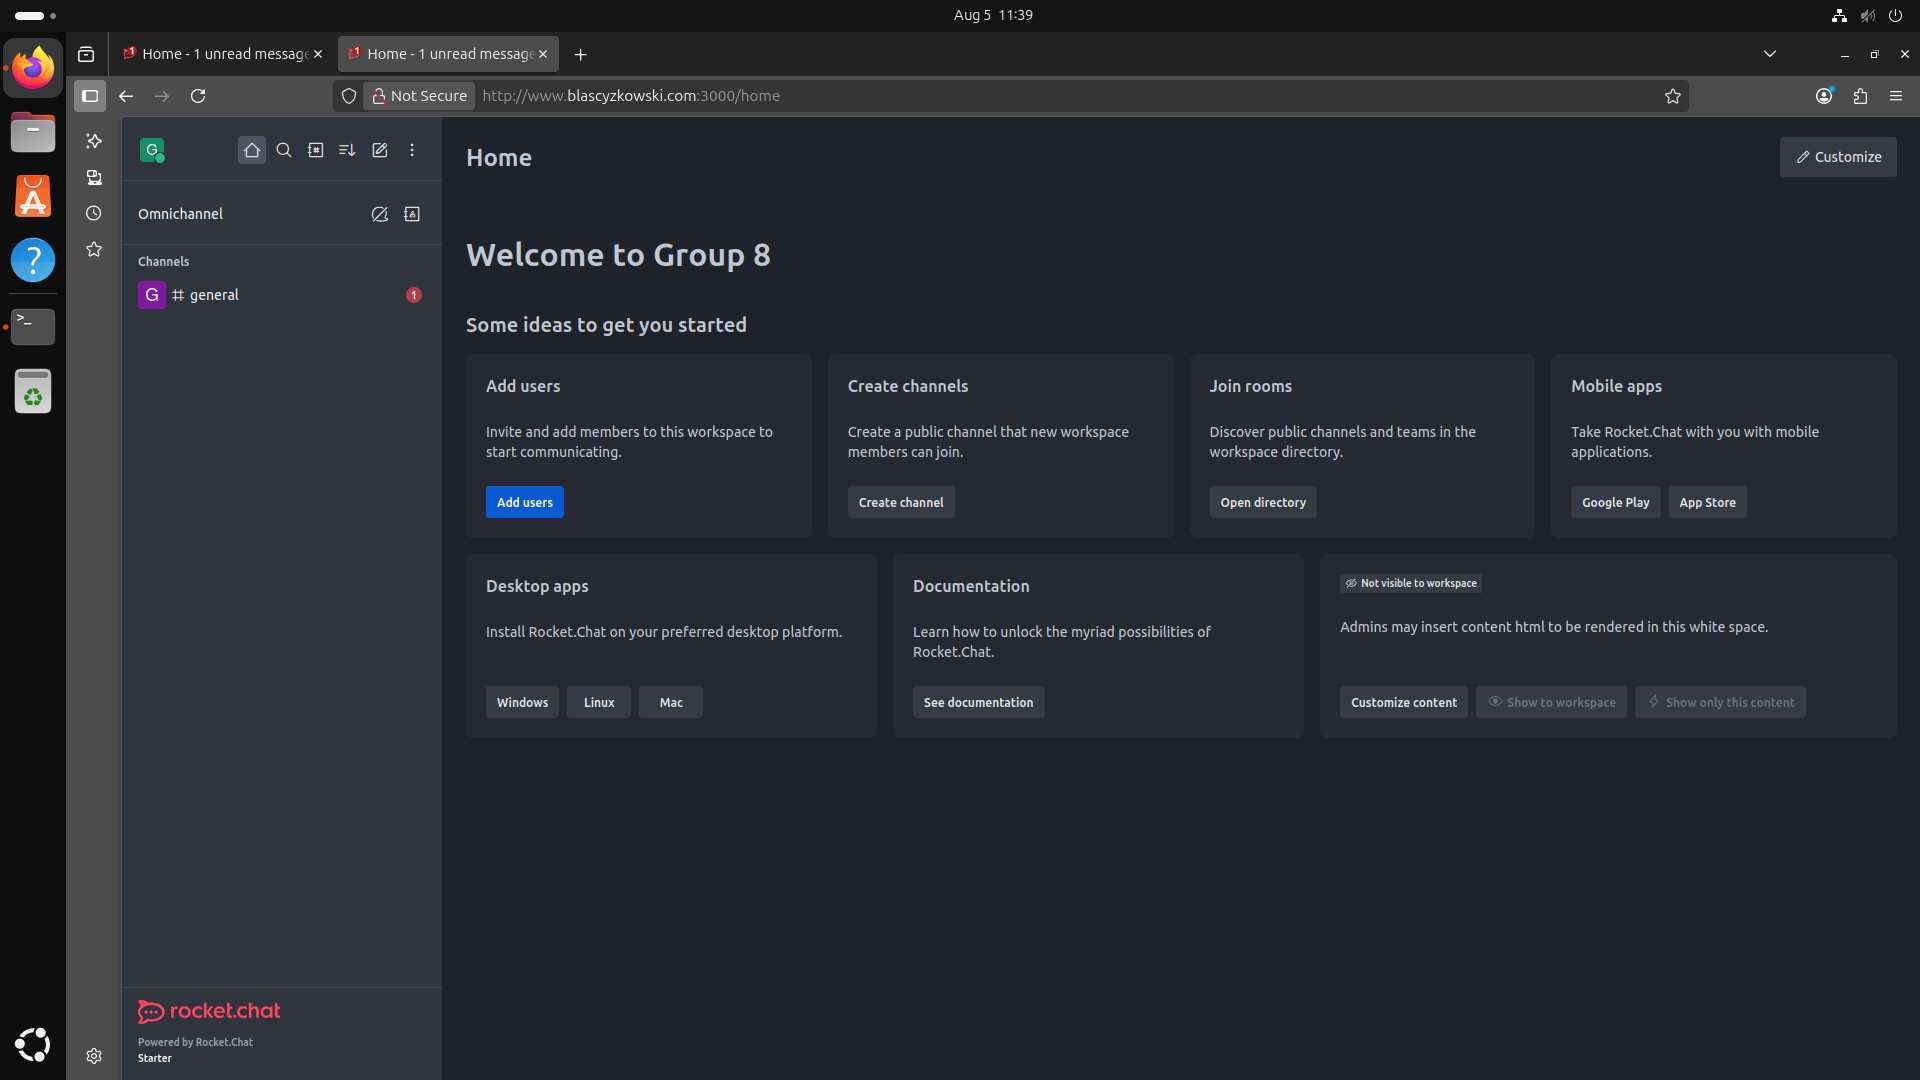 Aug 5 11:39
Home - 1 unread message
Home - 1 unread message
Not Secure
http://www.blascyzkowski.com:3000/home
G
Home
Customize
Omnichannel
Channels
G
general
1
Welcome to Group 8
Some ideas to get you started
Add users
Invite and add members to this workspace to
start communicating.
Add users
Create channels
Create a public channel that new workspace
members can join.
Create channel
Join rooms
Discover public channels and teams in the
workspace directory.
Open directory
Mobile apps
Take Rocket.Chat with you with mobile
applications.
Google Play
App Store
Desktop apps
Install Rocket.Chat on your preferred desktop platform.
Windows
Linux
Mac
Documentation
Learn how to unlock the myriad possibilities of
Rocket.Chat.
See documentation
Not visible to workspace
Admins may insert content html to be rendered in this white space.
Customize content
Show to workspace
Show only this content
rocket.chat
Powered by Rocket.Chat
Starter